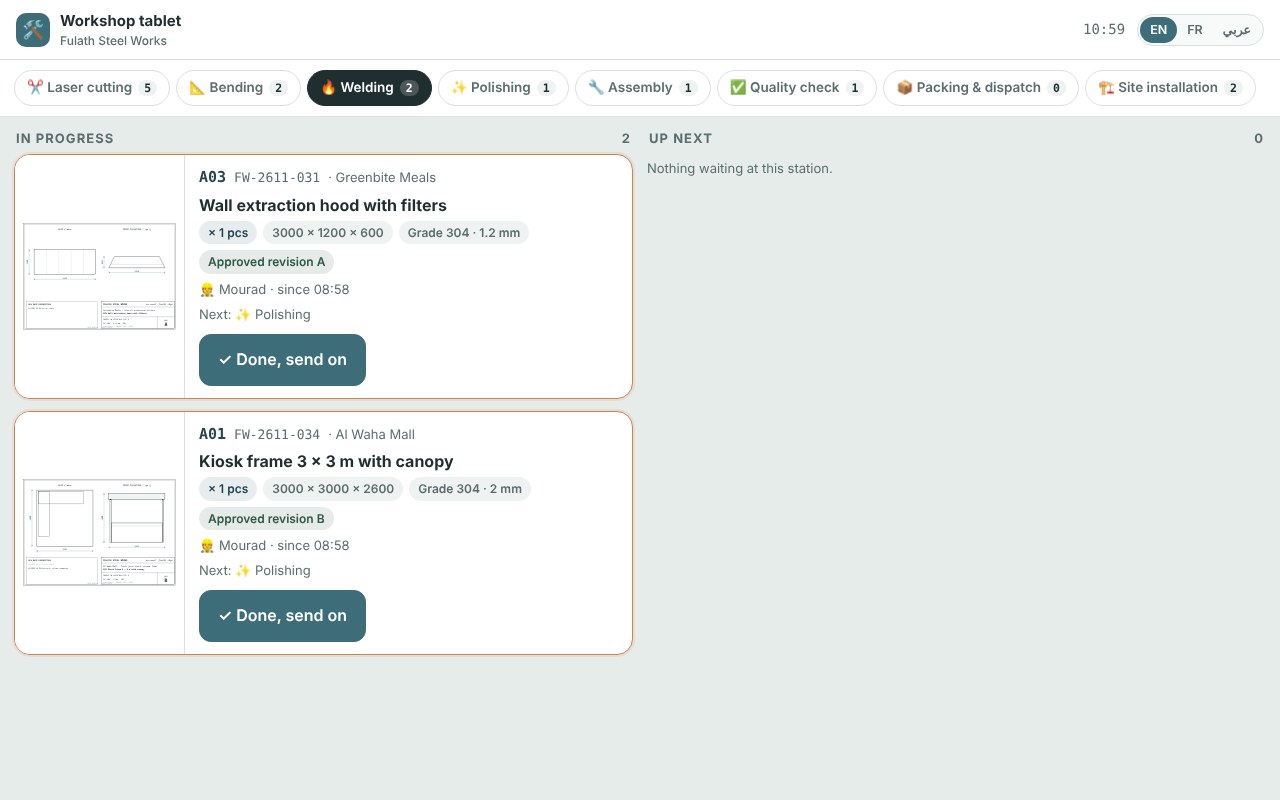 Workshop tablet
Fulath Steel Works
10:59
EN FR عربي
Laser cutting 5
Bending 2
Welding 2
Polishing 1
Assembly 1
Quality check 1
Packing & dispatch 0
Site installation 2
IN PROGRESS 2
A03 FW-2611-031 · Greenbite Meals
Wall extraction hood with filters
× 1 pcs 3000 × 1200 × 600 Grade 304 · 1.2 mm
Approved revision A
Mourad · since 08:58
Next: ✨ Polishing
✓ Done, send on
A01 FW-2611-034 · Al Waha Mall
Kiosk frame 3 × 3 m with canopy
× 1 pcs 3000 × 3000 × 2600 Grade 304 · 2 mm
Approved revision B
Mourad · since 08:58
Next: ✨ Polishing
✓ Done, send on
UP NEXT 0
Nothing waiting at this station.